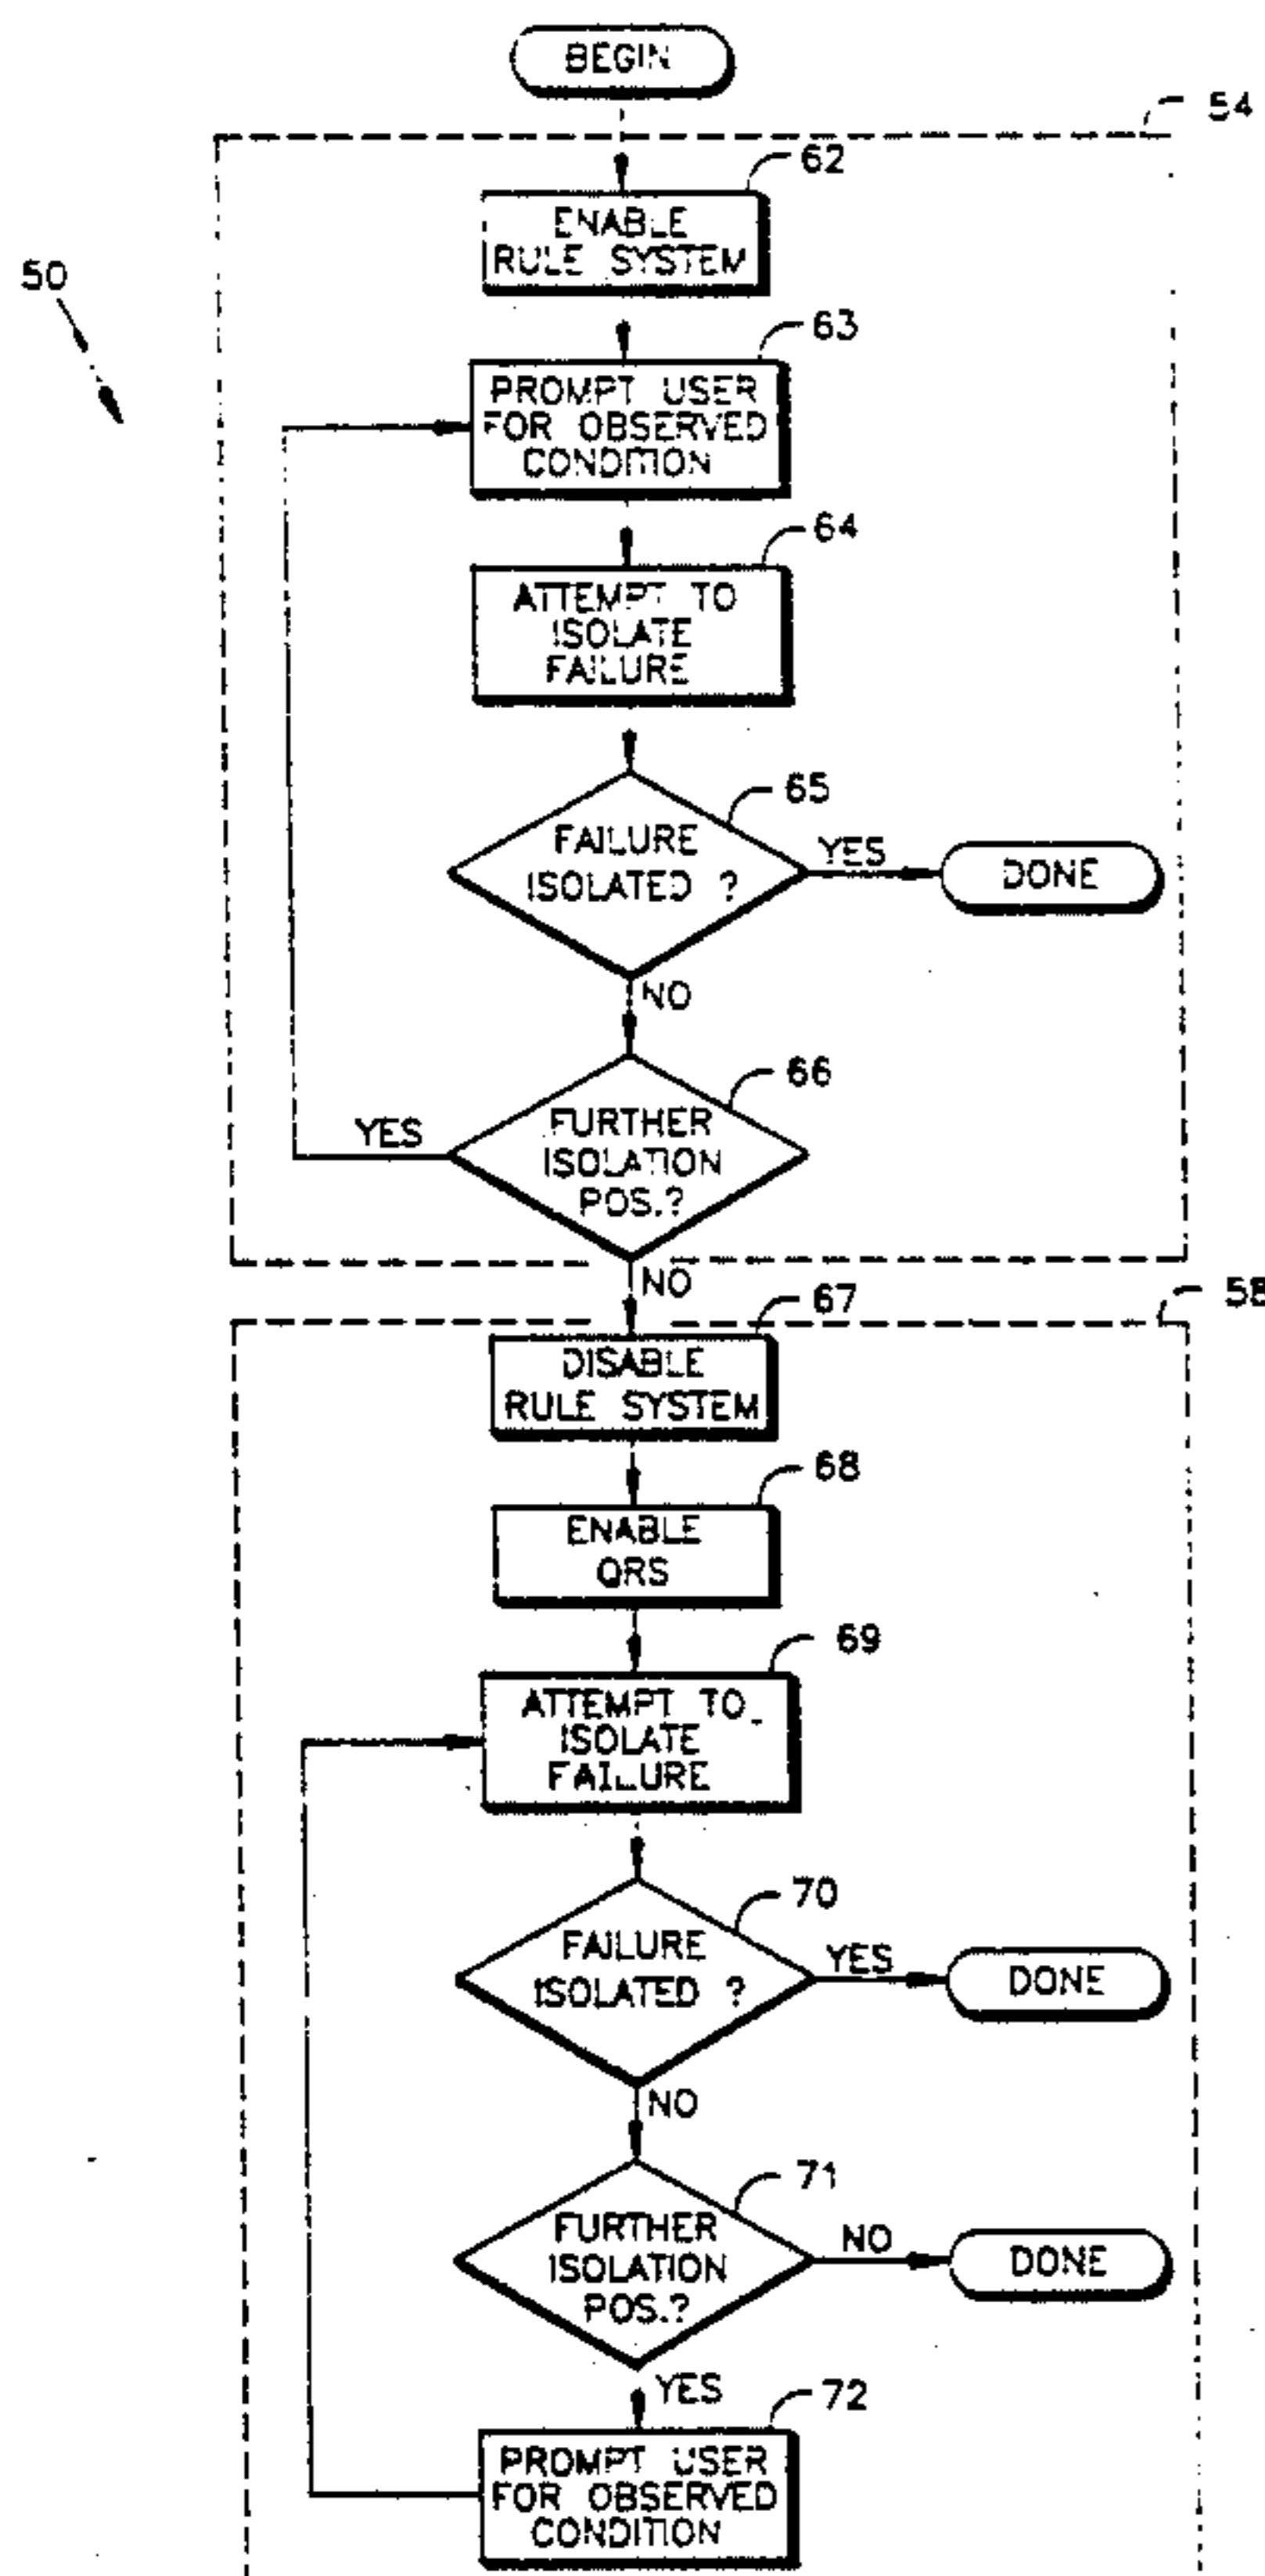 BEGIN
54
62
ENABLE
RULE SYSTEM
50
63
PROMPT USER
FOR OBSERVED
CONDITION
64
ATTEMPT TO
ISOLATE
FAILURE
65
FAILURE
ISOLATED ?
YES
DONE
NO
66
FURTHER
ISOLATION
POS.?
YES
NO
58
67
DISABLE
RULE SYSTEM
68
ENABLE
QRS
69
ATTEMPT TO
ISOLATE
FAILURE
70
FAILURE
ISOLATED ?
YES
DONE
NO
71
FURTHER
ISOLATION
POS.?
NO
DONE
YES
72
PROMPT USER
FOR OBSERVED
CONDITION